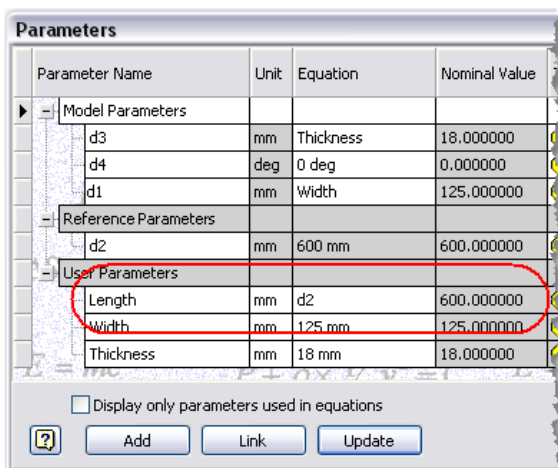 Parameters
Parameter Name Unit Equation Nominal Value
Model Parameters
d3 mm Thickness 18.000000
d4 deg 0 deg 0.000000
d1 mm Width 125.000000
Reference Parameters
d2 mm 600 mm 600.000000
User Parameters
Length mm d2 600.000000
Width mm 125 mm 125.000000
Thickness mm 18 mm 18.000000
Display only parameters used in equations
? Add Link Update